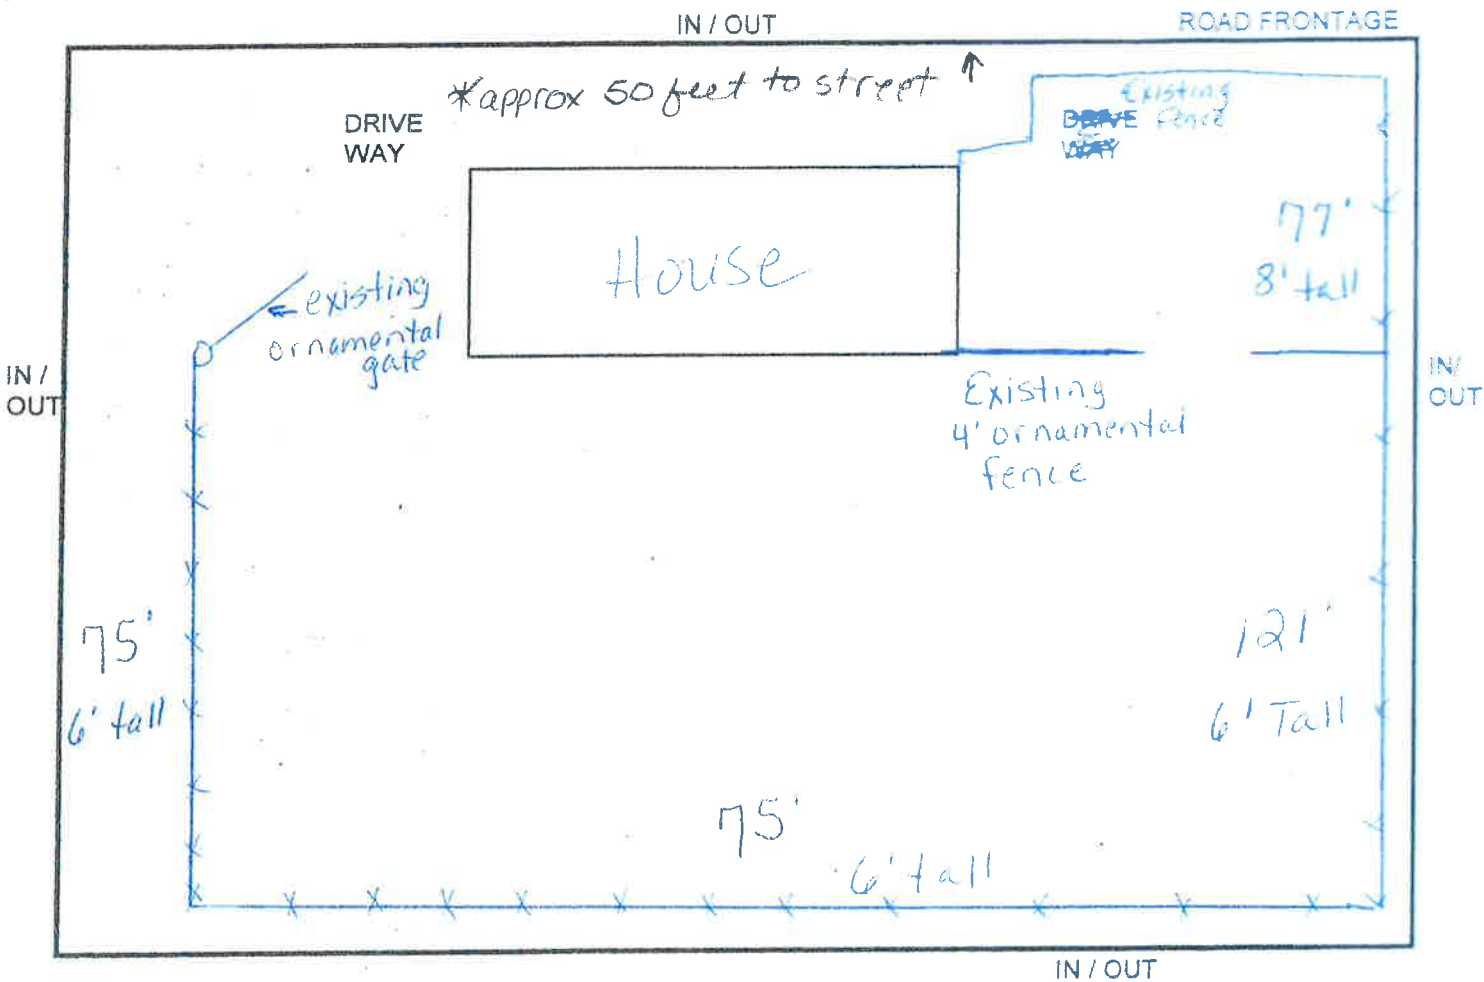 IN / OUT
ROAD FRONTAGE
*approx 50 feet to street ↑
Existing
DRIVE Fence
WAY
DRIVE
WAY
77'
8' tall
House
← existing
ornamental
gate
IN /
OUT
IN/
OUT
Existing
4' ornamental
fence
75'
6' tall
121'
6' Tall
75'
6' tall
IN / OUT